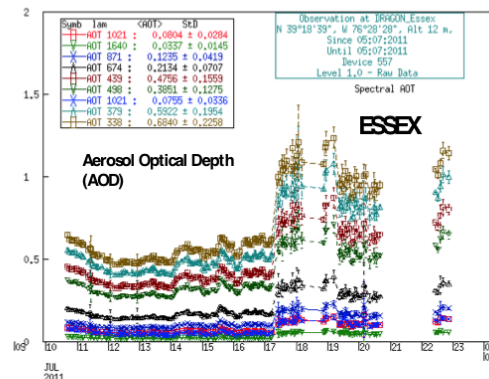 Symb lam <AOT> StD
AOT 1021 : 0.0804 ± 0.0284
AOT 1640 : 0.0337 ± 0.0145
AOT 871 : 0.1235 ± 0.0419
AOT 674 : 0.2134 ± 0.0707
AOT 439 : 0.4756 ± 0.1559
AOT 498 : 0.3851 ± 0.1275
AOT 1021 : 0.0755 ± 0.0336
AOT 379 : 0.5922 ± 0.1954
AOT 338 : 0.6840 ± 0.2258
Observation at DRAGON_Essex
N 39°18'39", W 76°28'28", Alt 12 m,
Since 05:07:2011
Until 05:07:2011
Device 557
Level 1.0 - Raw Data
Spectral AOT
ESSEX
Aerosol Optical Depth
(AOD)
2
1.5
1
0.5
0
10 11 12 13 14 15 16 17 18 19 20 21 22 23
JUL
2011